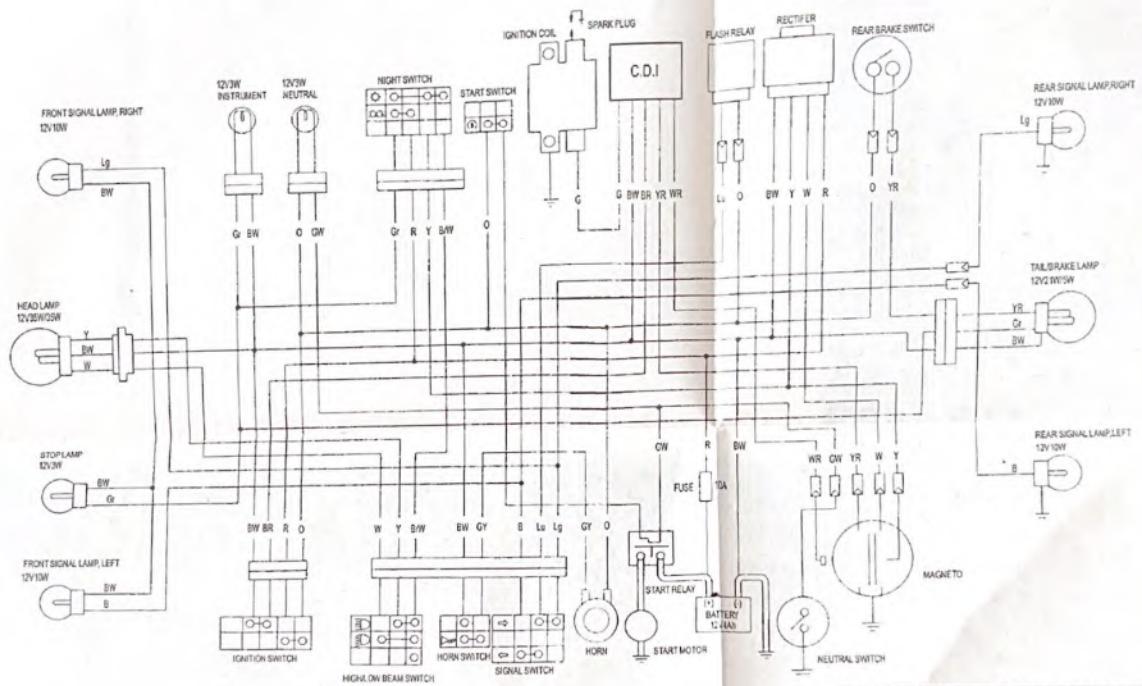 SPARK PLUG
IGNITION COIL
C.D.I
FLASH RELAY
RECTIFER
REAR BRAKE SWITCH
NIGHT SWITCH
START SWITCH
12V3W
INSTRUMENT
12V3W
NEUTRAL
FRONT SIGNAL LAMP, RIGHT
12V10W
REAR SIGNAL LAMP,RIGHT
12V10W
Lg
BW
Lg
G
G BW BR YR WR
Lu O
BW Y W R
O YR
Gr BW
O GW
O
Gr R Y B/W
HEAD LAMP
12V35W/35W
Y
BW
W
TAIL/BRAKE LAMP
12V21W/5W
YR
Gr
BW
STOP LAMP
12V3W
BW
Gr
REAR SIGNAL LAMP,LEFT
12V10W
B
R BW
WR YR W Y
FUSE 10A
BW BR R O
W Y B/W
BW GY
B Lu Lg
GY O
FRONT SIGNAL LAMP, LEFT
12V10W
BW
B
START RELAY
(+) (-)
BATTERY
MAGNETO
IGNITION SWITCH
HIGH/LOW BEAM SWITCH
HORN SWITCH
SIGNAL SWITCH
HORN
START MOTOR
NEUTRAL SWITCH